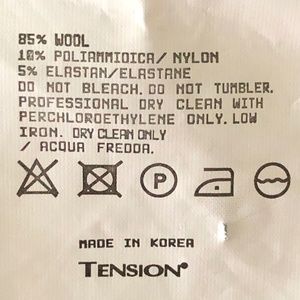 85% WOOL
10% POLIAMMIDICA/ NYLON
5% ELASTAN/ELASTANE
DO NOT BLEACH. DO NOT TUMBLER.
PROFESSIONAL DRY CLEAN WITH
PERCHLOROETHYLENE ONLY. LOW
IRON. DRY CLEAN ONLY
/ ACQUA FREDDA.
P
MADE IN KOREA
TENSION